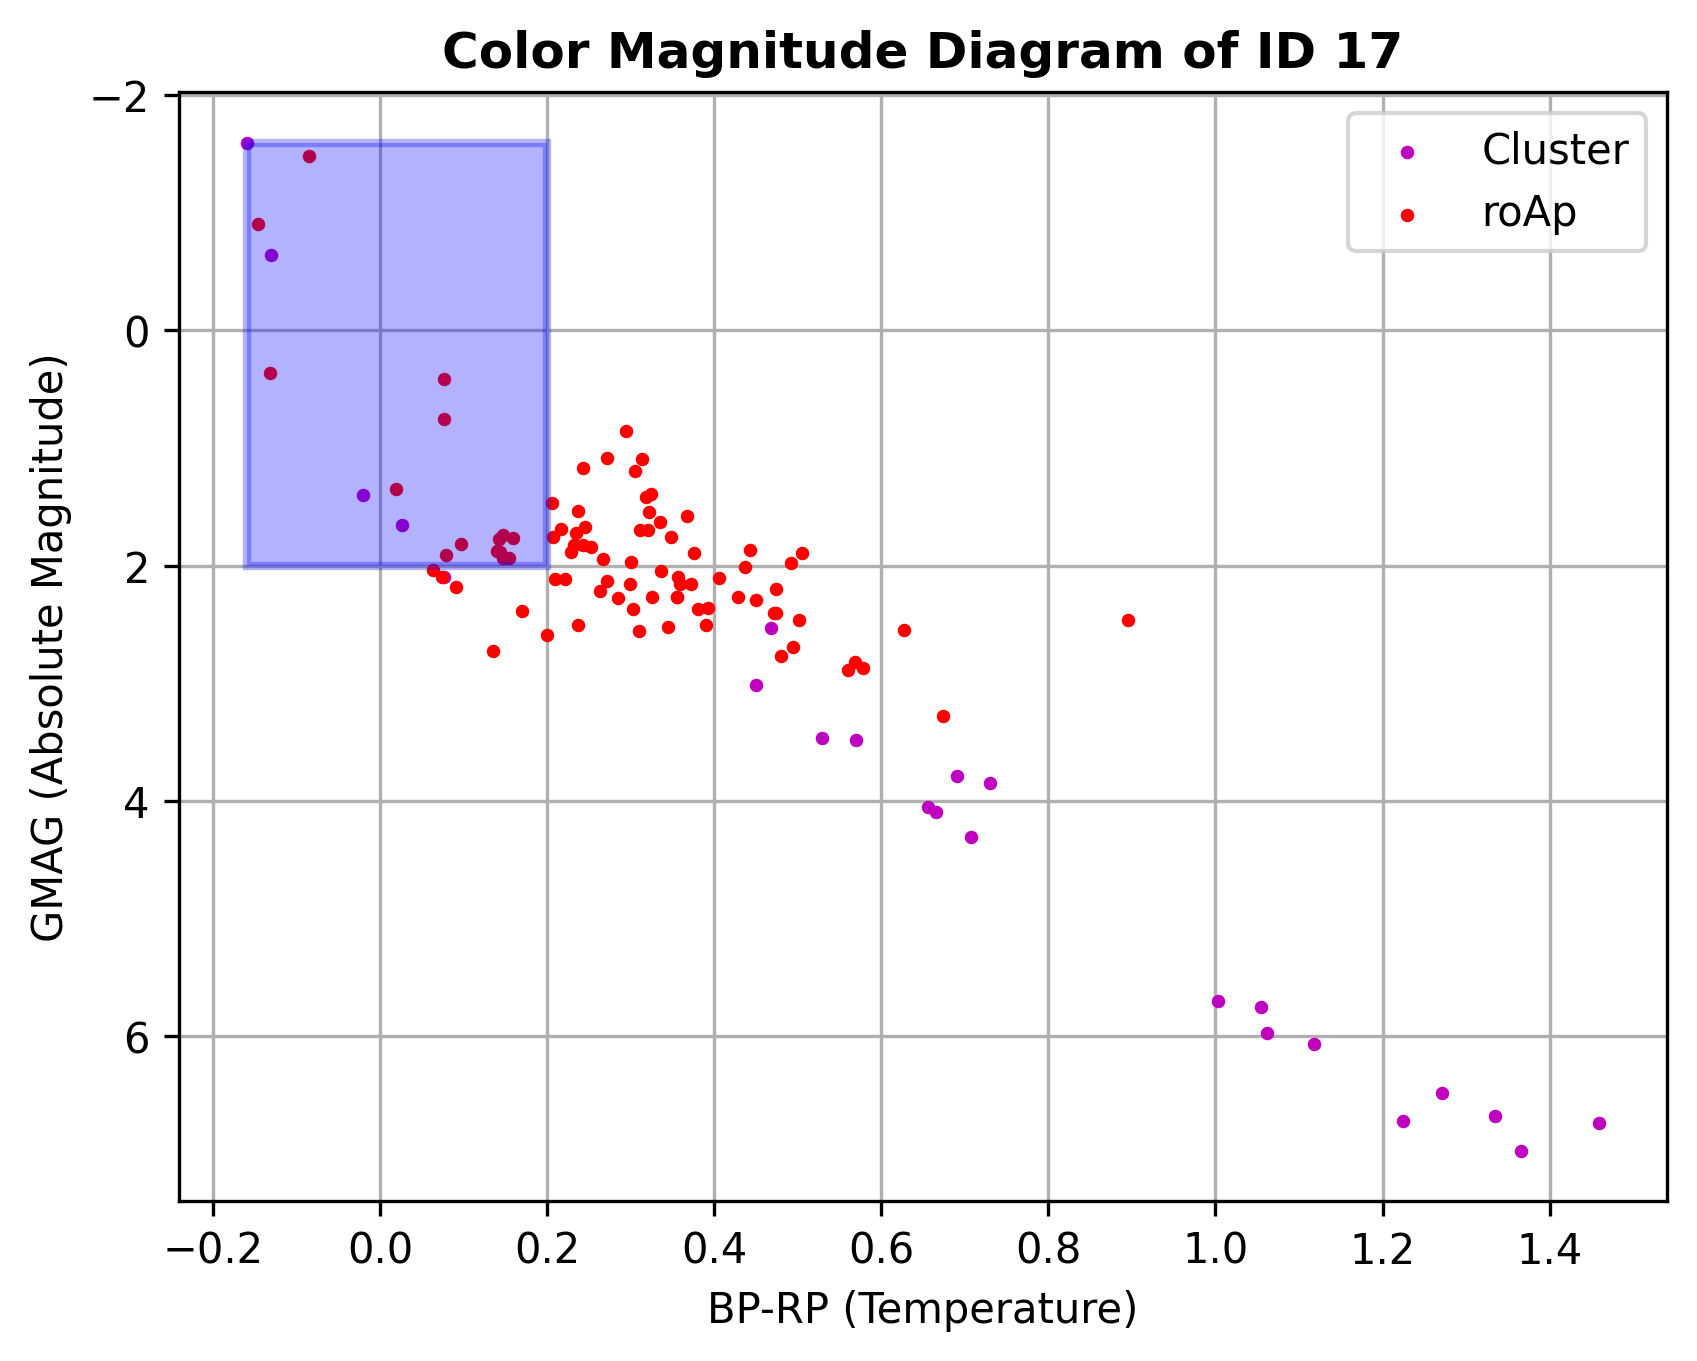 Color Magnitude Diagram of ID 17
Cluster
roAp
GMAG (Absolute Magnitude)
−2
0
2
4
6
−0.2 0.0 0.2 0.4 0.6 0.8 1.0 1.2 1.4
BP-RP (Temperature)